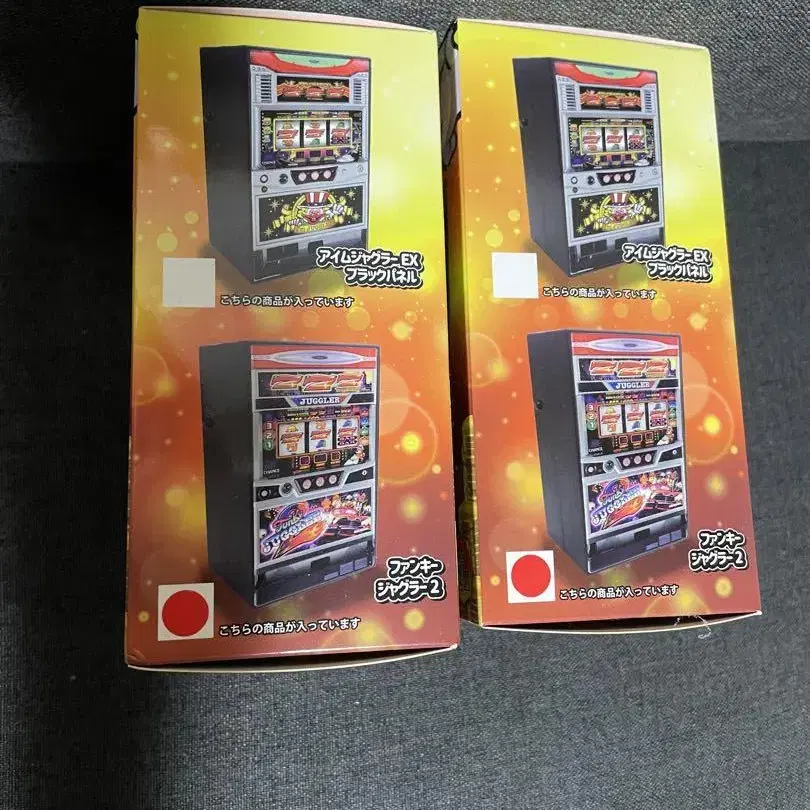 アイムジャグラーEX
ブラックパネル
こちらの商品が入っています
JUGGLER
Funky
JUGGLER
ファンキー
ジャグラー2
こちらの商品が入っています
アイムジャグラーEX
ブラックパネル
こちらの商品が入っています
JUGGLER
JUGGLER
ファンキー
ジャグラー2
こちらの商品が入っています